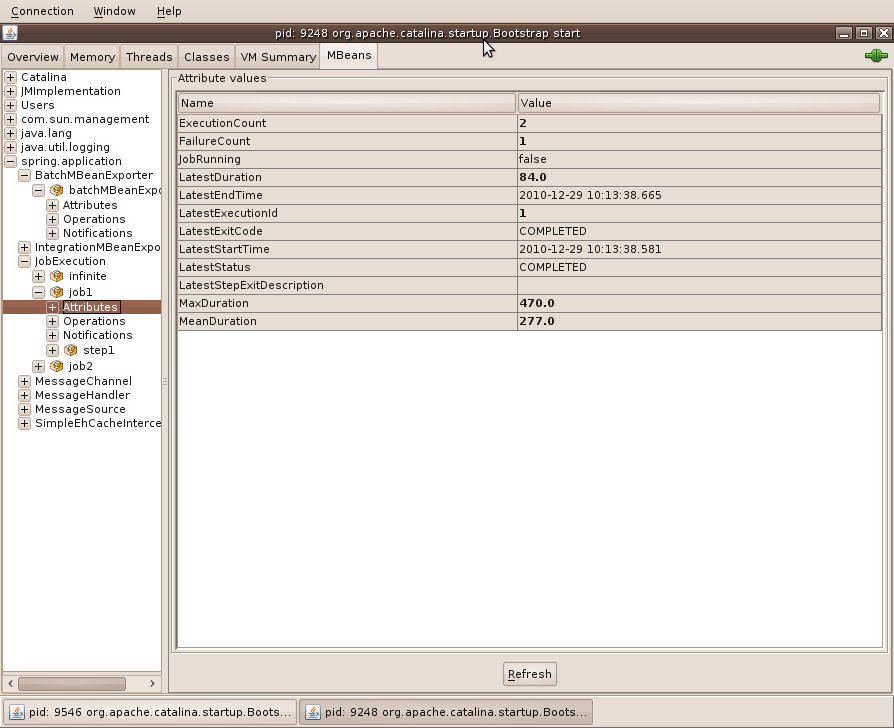 Connection Window Help
pid: 9248 org.apache.catalina.startup.Bootstrap start
Overview Memory Threads Classes VM Summary MBeans
Catalina
JMImplementation
Users
com.sun.management
java.lang
java.util.logging
spring.application
BatchMBeanExporter
batchMBeanExpo
Attributes
Operations
Notifications
IntegrationMBeanExpo
JobExecution
infinite
job1
Attributes
Operations
Notifications
step1
job2
MessageChannel
MessageHandler
MessageSource
SimpleEhCacheInterce
Attribute values
Name Value
ExecutionCount 2
FailureCount 1
JobRunning false
LatestDuration 84.0
LatestEndTime 2010-12-29 10:13:38.665
LatestExecutionId 1
LatestExitCode COMPLETED
LatestStartTime 2010-12-29 10:13:38.581
LatestStatus COMPLETED
LatestStepExitDescription
MaxDuration 470.0
MeanDuration 277.0
Refresh
pid: 9546 org.apache.catalina.startup.Boots... pid: 9248 org.apache.catalina.startup.Boots...